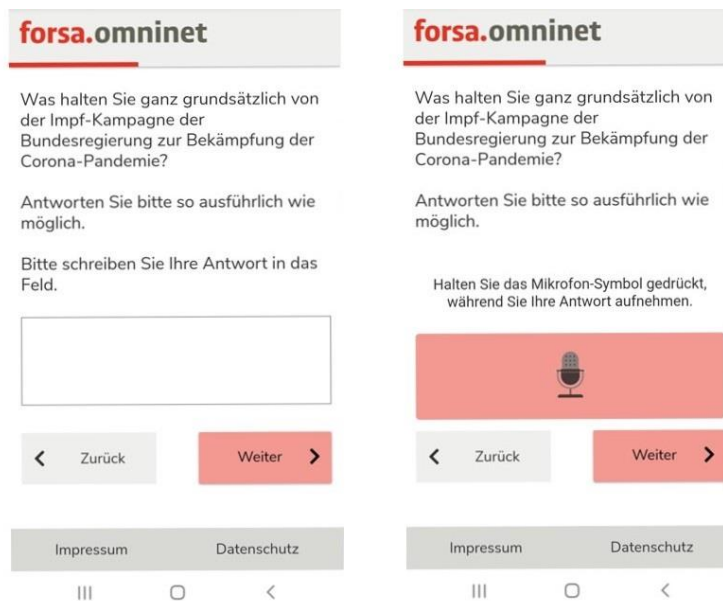 forsa.omninet
Was halten Sie ganz grundsätzlich von
der Impf-Kampagne der
Bundesregierung zur Bekämpfung der
Corona-Pandemie?
Antworten Sie bitte so ausführlich wie
möglich.
Bitte schreiben Sie Ihre Antwort in das
Feld.
Zurück
Weiter
Impressum
Datenschutz
forsa.omninet
Was halten Sie ganz grundsätzlich von
der Impf-Kampagne der
Bundesregierung zur Bekämpfung der
Corona-Pandemie?
Antworten Sie bitte so ausführlich wie
möglich.
Halten Sie das Mikrofon-Symbol gedrückt,
während Sie Ihre Antwort aufnehmen.
Zurück
Weiter
Impressum
Datenschutz